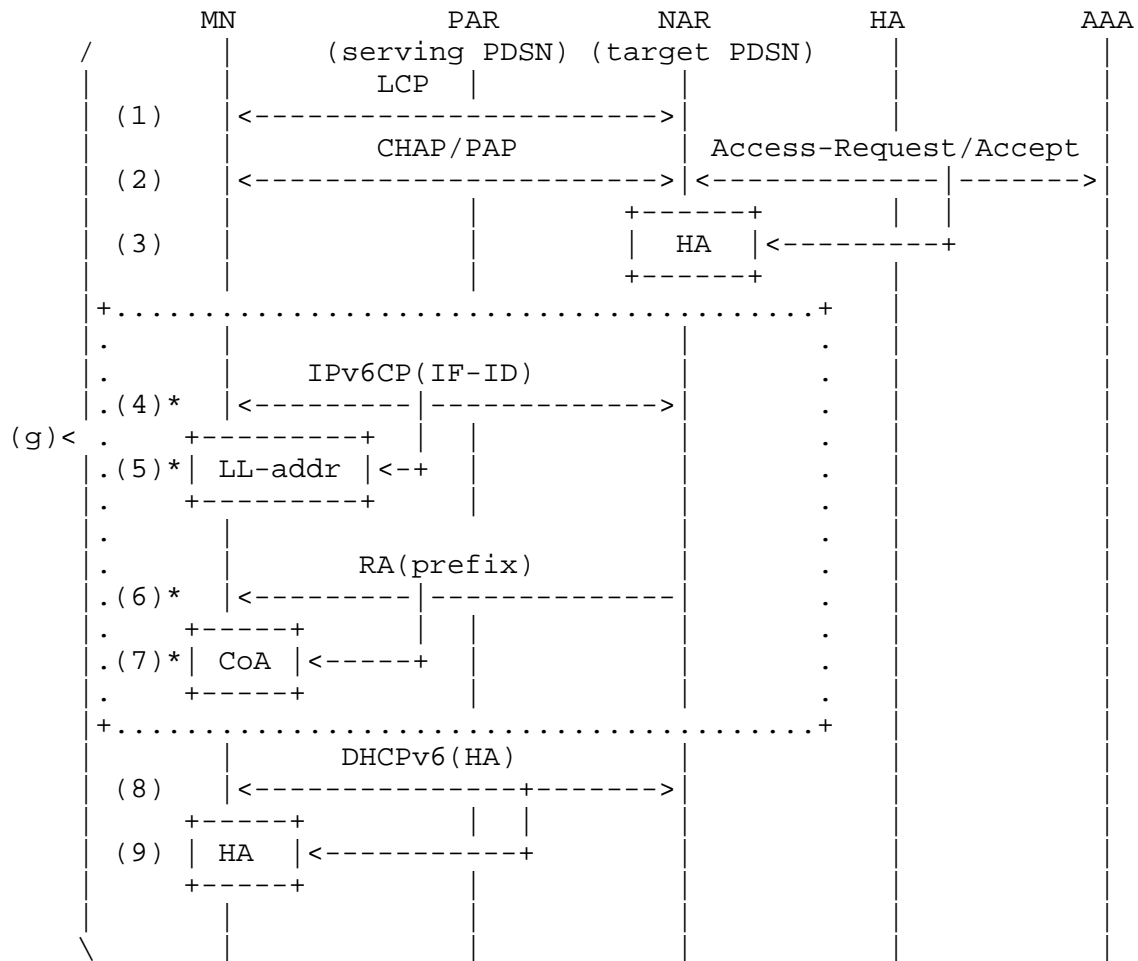 MN PAR NAR HA AAA
(serving PDSN) (target PDSN)
LCP
(1)
CHAP/PAP Access-Request/Accept
(2)
(3) HA
IPv6CP(IF-ID)
(4)*
(g)<
(5)* LL-addr
RA(prefix)
(6)*
(7)* CoA
DHCPv6(HA)
(8)
(9) HA